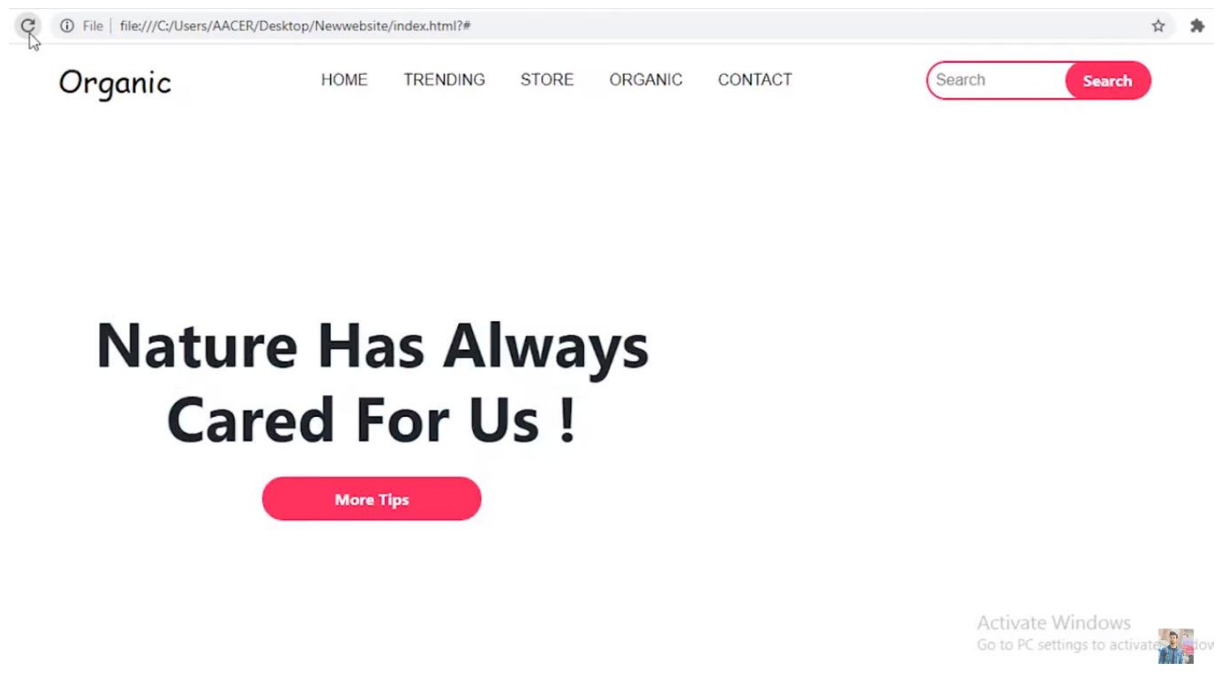 File | file:///C:/Users/AACER/Desktop/Newwebsite/index.html?#
Organic HOME TRENDING STORE ORGANIC CONTACT Search Search
Nature Has Always
Cared For Us !
More Tips
Activate Windows
Go to PC settings to activate